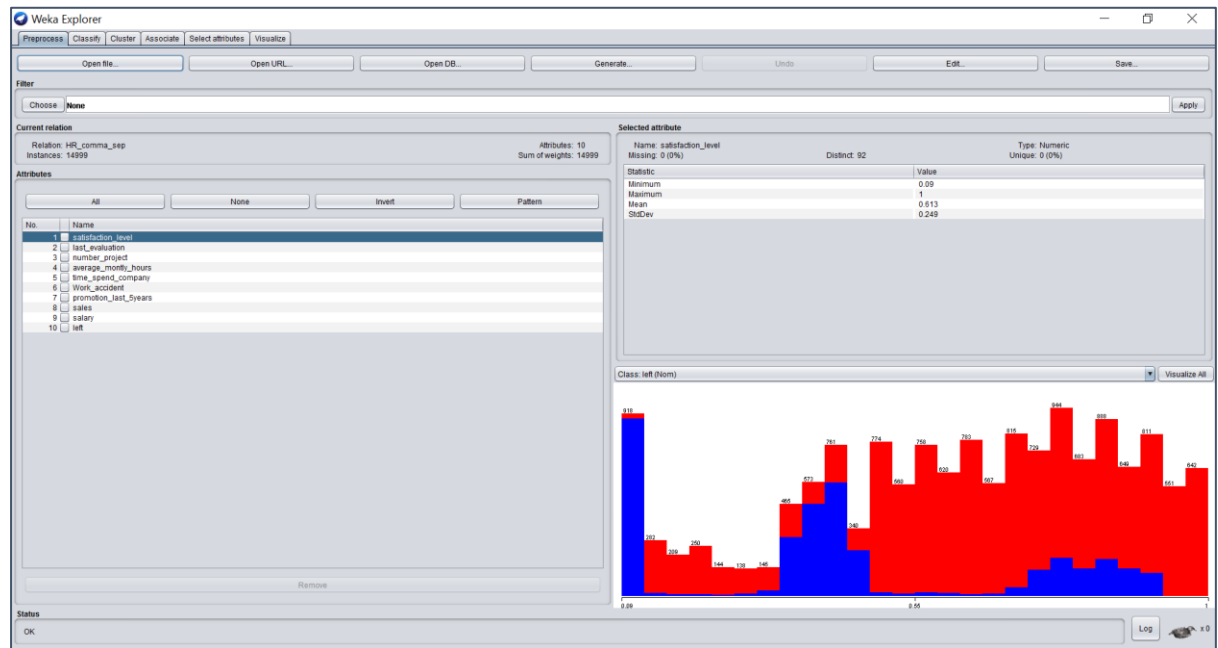 Weka Explorer
Preprocess Classify Cluster Associate Select attributes Visualize
Open file... Open URL... Open DB... Generate... Undo Edit... Save...
Filter
Choose None Apply
Current relation
Relation: HR_comma_sep Attributes: 10
Instances: 14999 Sum of weights: 14999
Attributes
All None Invert Pattern
No. Name
1 satisfaction_level
2 last_evaluation
3 number_project
4 average_montly_hours
5 time_spend_company
6 Work_accident
7 promotion_last_5years
8 sales
9 salary
10 left
Remove
Selected attribute
Name: satisfaction_level Type: Numeric
Missing: 0 (0%) Distinct: 92 Unique: 0 (0%)
Statistic Value
Minimum 0.09
Maximum 1
Mean 0.613
StdDev 0.249
Class: left (Nom) Visualize All
918 282 209 250 144 139 146 465 573 761 340 774 560 758 620 783 567 815 729 944 683 888 649 811 551 642
0.09 0.55 1
Status
OK Log x 0